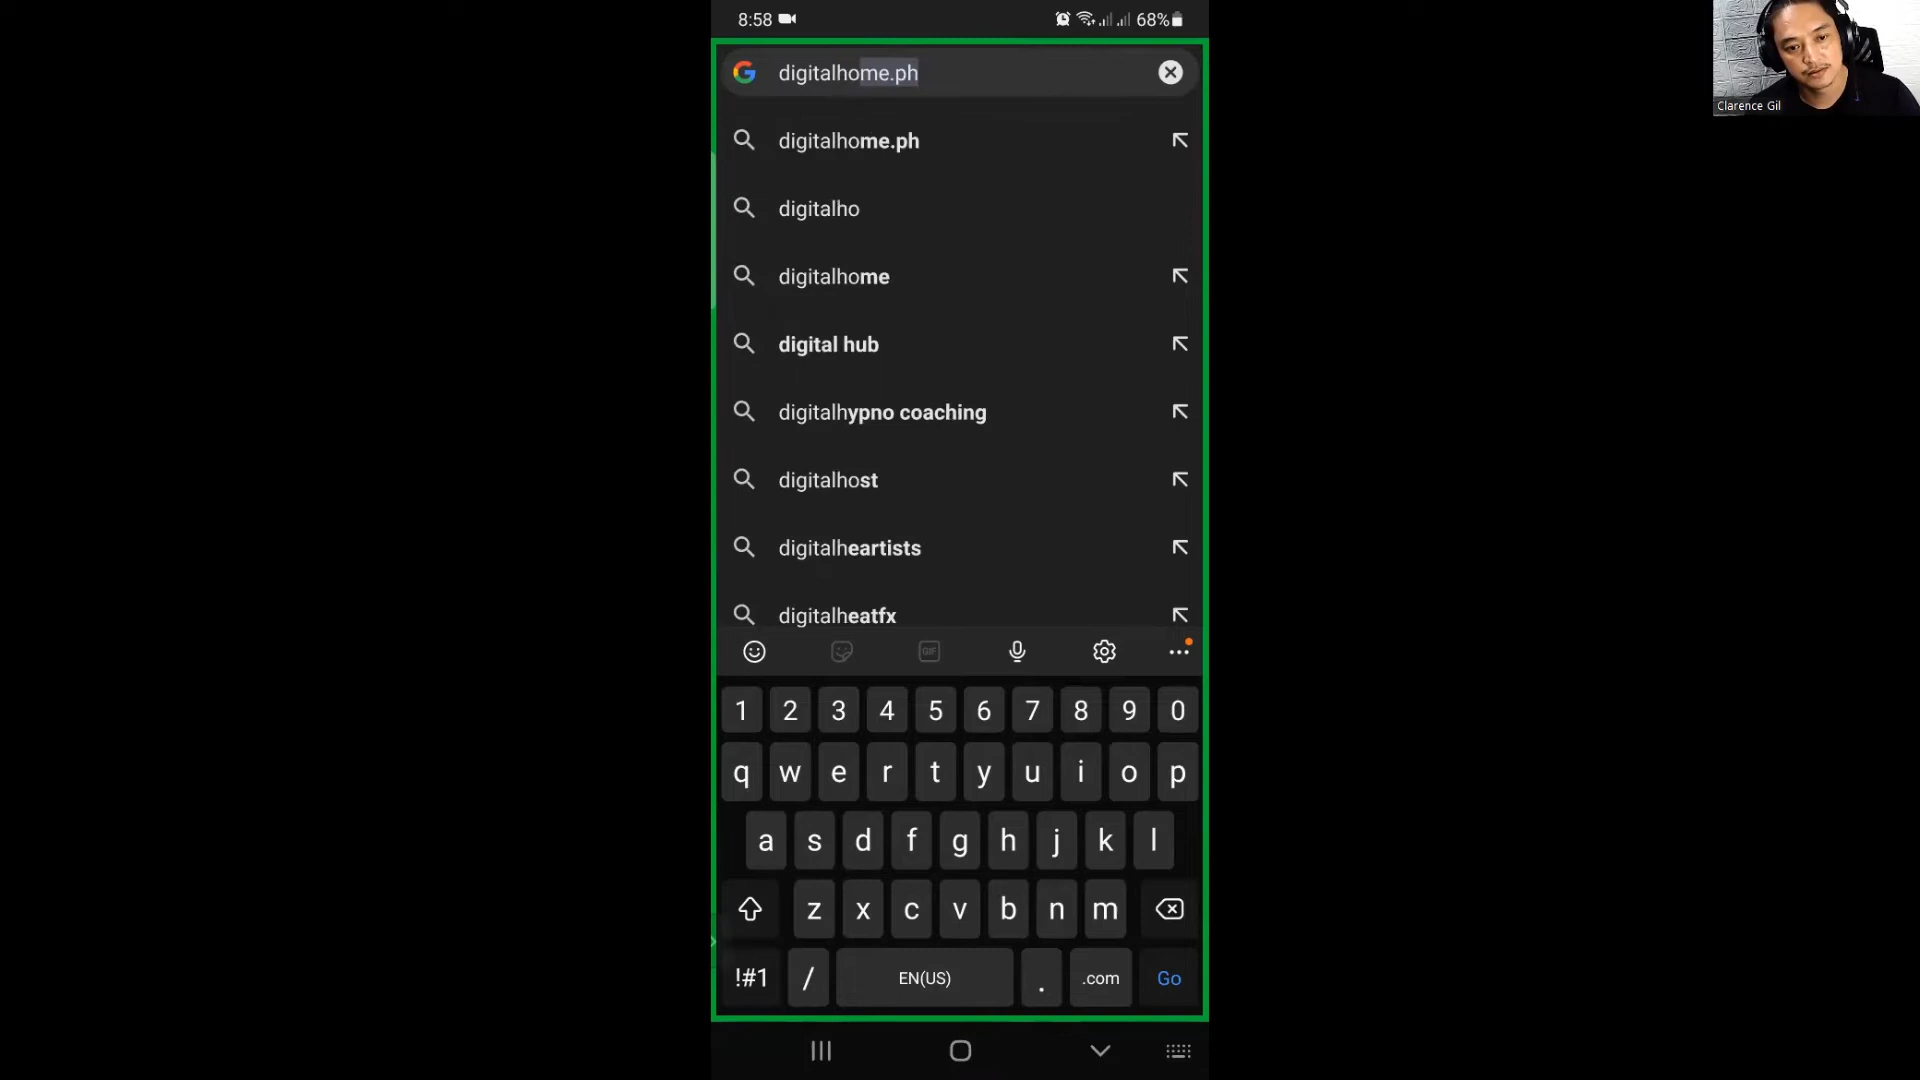 8:58
68%
digitalhome.ph
digitalhome.ph
digitalho
digitalhome
digital hub
digitalhypno coaching
digitalhost
digitalheartists
digitalheatfx
GIF
1 2 3 4 5 6 7 8 9 0
q w e r t y u i o p
a s d f g h j k l
z x c v b n m
!#1 / EN(US) . .com Go
Clarence Gil